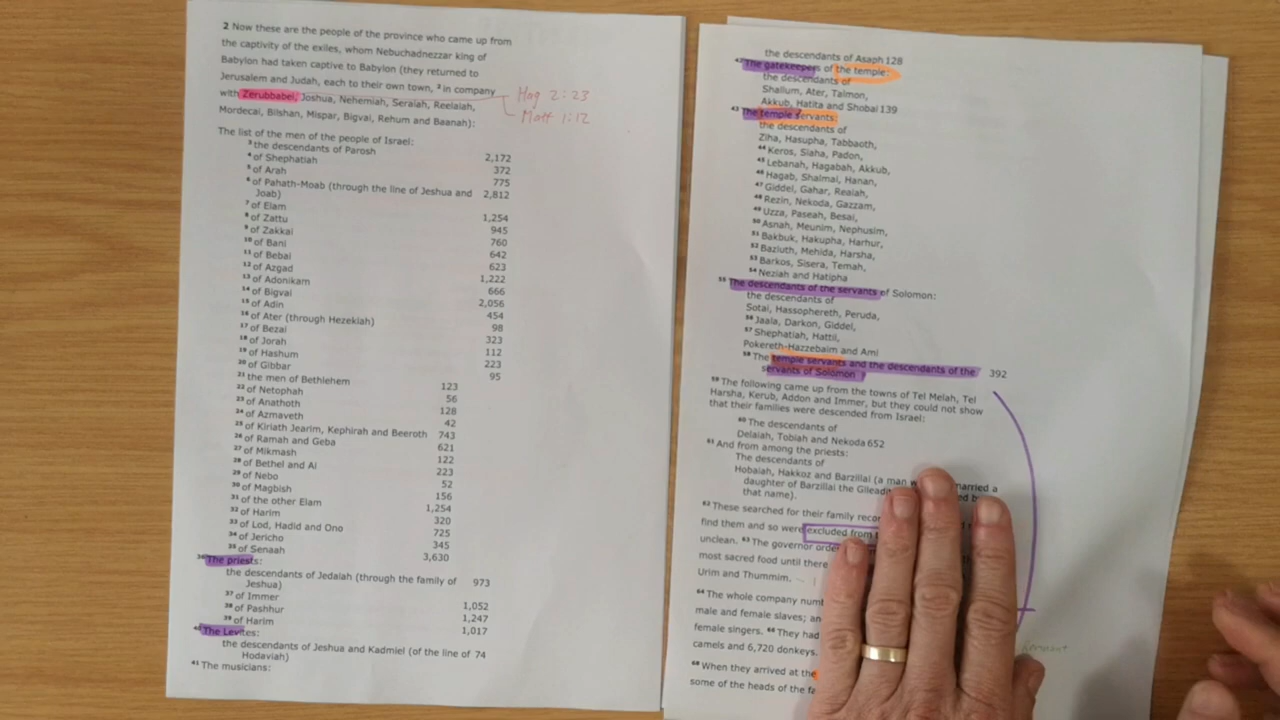 2 Now these are the people of the province who came up from
the captivity of the exiles, whom Nebuchadnezzar king of
Babylon had taken captive to Babylon (they returned to
Jerusalem and Judah, each to their own town, 2 in company
with Zerubbabel, Joshua, Nehemiah, Seraiah, Reelaiah,
Mordecai, Bilshan, Mispar, Bigvai, Rehum and Baanah):
Hag 2:23
Matt 1:12
The list of the men of the people of Israel:
3 the descendants of Parosh 2,172
4 of Shephatiah 372
5 of Arah 775
6 of Pahath-Moab (through the line of Jeshua and 2,812
Joab)
7 of Elam 1,254
8 of Zattu 945
9 of Zakkai 760
10 of Bani 642
11 of Bebai 623
12 of Azgad 1,222
13 of Adonikam 666
14 of Bigvai 2,056
15 of Adin 454
16 of Ater (through Hezekiah) 98
17 of Bezai 323
18 of Jorah 112
19 of Hashum 223
20 of Gibbar 95
21 the men of Bethlehem 123
22 of Netophah 56
23 of Anathoth 128
24 of Azmaveth 42
25 of Kiriath Jearim, Kephirah and Beeroth 743
26 of Ramah and Geba 621
27 of Mikmash 122
28 of Bethel and Ai 223
29 of Nebo 52
30 of Magbish 156
31 of the other Elam 1,254
32 of Harim 320
33 of Lod, Hadid and Ono 725
34 of Jericho 345
35 of Senaah 3,630
36 The priests:
the descendants of Jedaiah (through the family of 973
Jeshua)
37 of Immer 1,052
38 of Pashhur 1,247
39 of Harim 1,017
40 The Levites:
the descendants of Jeshua and Kadmiel (of the line of 74
Hodaviah)
41 The musicians:
the descendants of Asaph 128
42 The gatekeepers of the temple:
the descendants of
Shallum, Ater, Talmon,
Akkub, Hatita and Shobai 139
43 The temple servants:
the descendants of
Ziha, Hasupha, Tabbaoth,
44 Keros, Siaha, Padon,
45 Lebanah, Hagabah, Akkub,
46 Hagab, Shalmai, Hanan,
47 Giddel, Gahar, Reaiah,
48 Rezin, Nekoda, Gazzam,
49 Uzza, Paseah, Besai,
50 Asnah, Meunim, Nephusim,
51 Bakbuk, Hakupha, Harhur,
52 Bazluth, Mehida, Harsha,
53 Barkos, Sisera, Temah,
54 Neziah and Hatipha
55 The descendants of the servants of Solomon:
the descendants of
Sotai, Hassophereth, Peruda,
56 Jaala, Darkon, Giddel,
57 Shephatiah, Hattil,
Pokereth-Hazzebaim and Ami
58 The temple servants and the descendants of the 392
servants of Solomon
59 The following came up from the towns of Tel Melah, Tel
Harsha, Kerub, Addon and Immer, but they could not show
that their families were descended from Israel:
60 The descendants of
Delaiah, Tobiah and Nekoda 652
61 And from among the priests:
The descendants of
Hobaiah, Hakkoz and Barzillai (a man married a
daughter of Barzillai the Gileadi
that name).
62 These searched for their family recor
find them and so were excluded from
unclean. 63 The governor orde
most sacred food until there
Urim and Thummim.
64 The whole company numb
male and female slaves; an
female singers. 66 They had
camels and 6,720 donkeys.
68 When they arrived at the
some of the heads of the fa